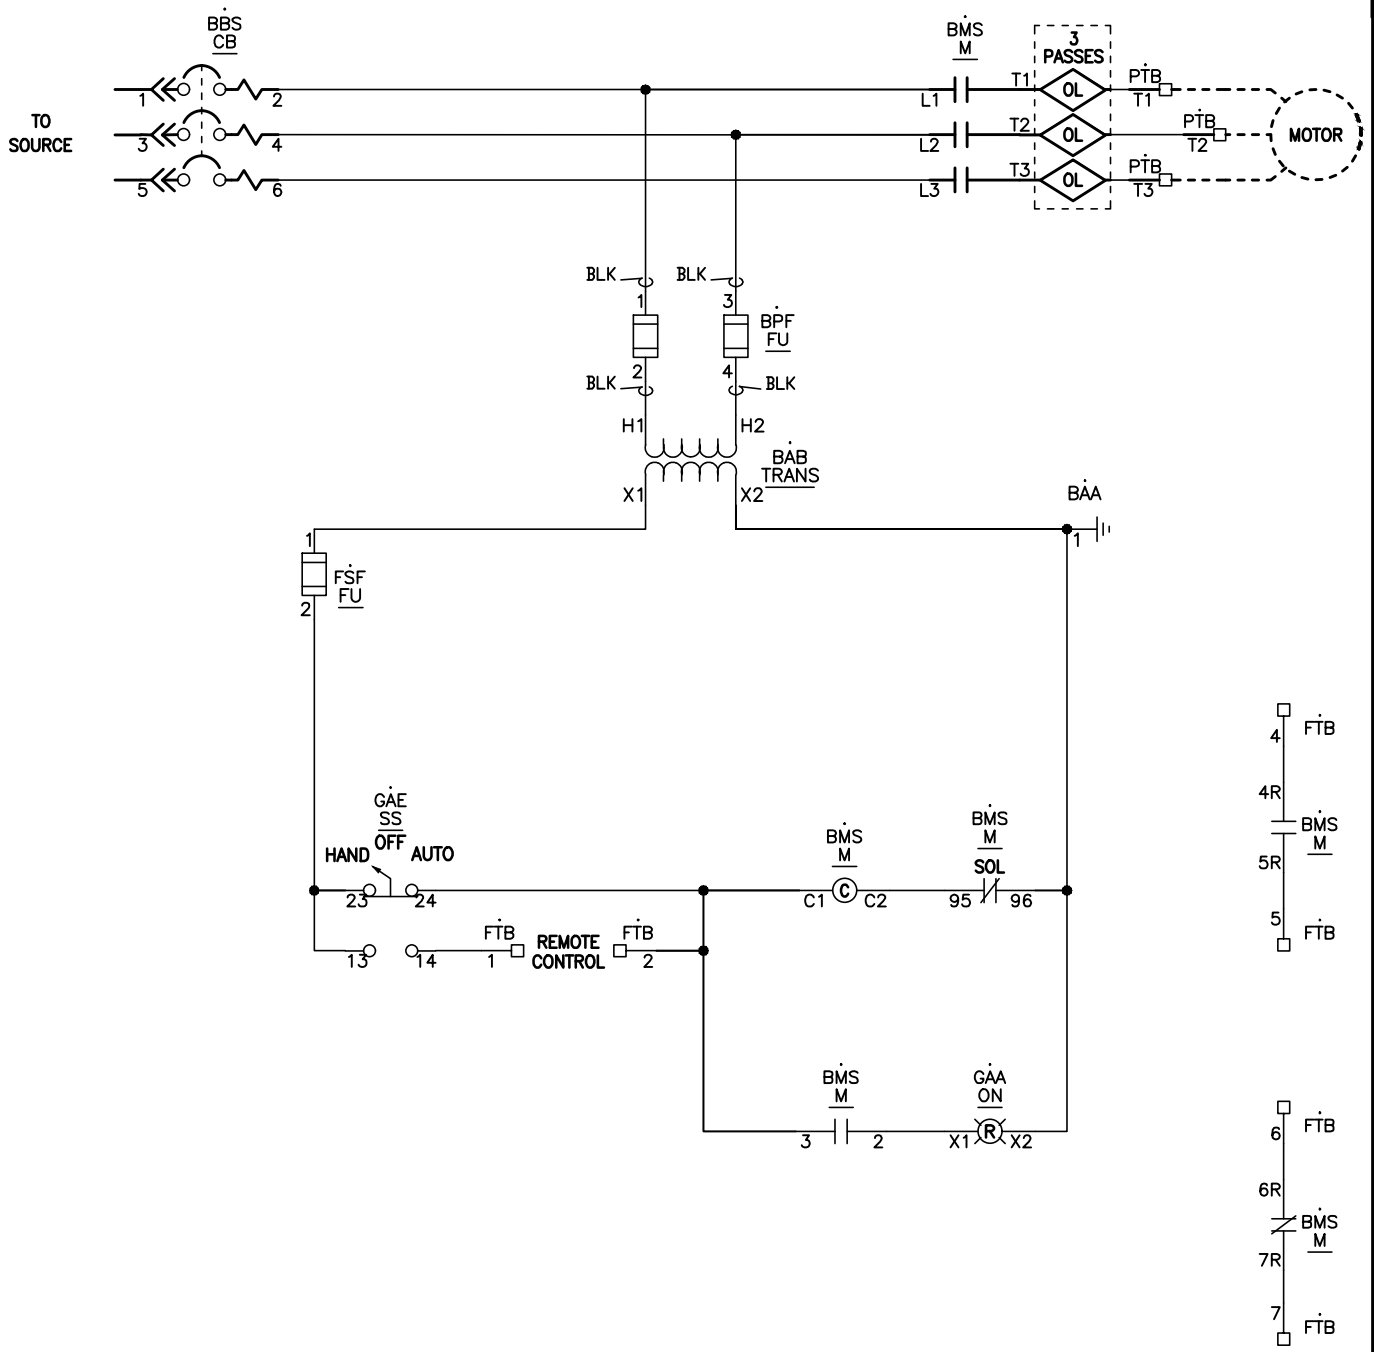 BBS
CB
BMS
M
3
PASSES
TO
SOURCE
1
2
L1
T1
OL
PTB
T1
3
4
L2
T2
OL
PTB
T2
MOTOR
5
6
L3
T3
OL
PTB
T3
BLK
BLK
1
3
BPF
FU
2
4
BLK
BLK
H1
H2
BAB
TRANS
X1
X2
BAA
1
1
FSF
FU
2
4
FTB
4R
BMS
M
5R
5
FTB
GAE
SS
HAND
OFF
AUTO
23
24
BMS
M
C1
C
C2
BMS
M
SOL
95
96
13
14
FTB
1
REMOTE
CONTROL
FTB
2
BMS
M
3
2
GAA
ON
X1
R
X2
6
FTB
6R
BMS
M
7R
7
FTB